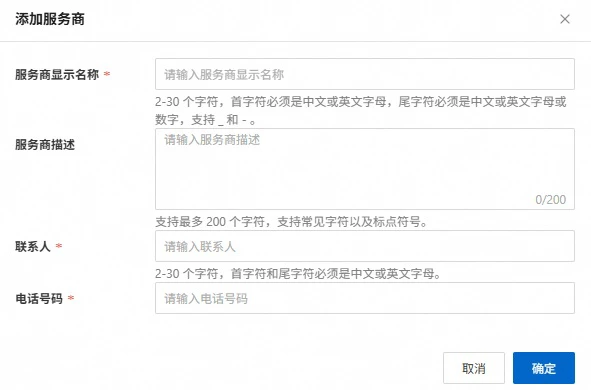 添加服务商
服务商显示名称 *
请输入服务商显示名称
2-30 个字符，首字符必须是中文或英文字母，尾字符必须是中文或英文字母或
数字，支持 _ 和 - 。
服务商描述
请输入服务商描述
0/200
支持最多 200 个字符，支持常见字符以及标点符号。
联系人 *
请输入联系人
2-30 个字符，首字符和尾字符必须是中文或英文字母。
电话号码 *
请输入电话号码
取消
确定